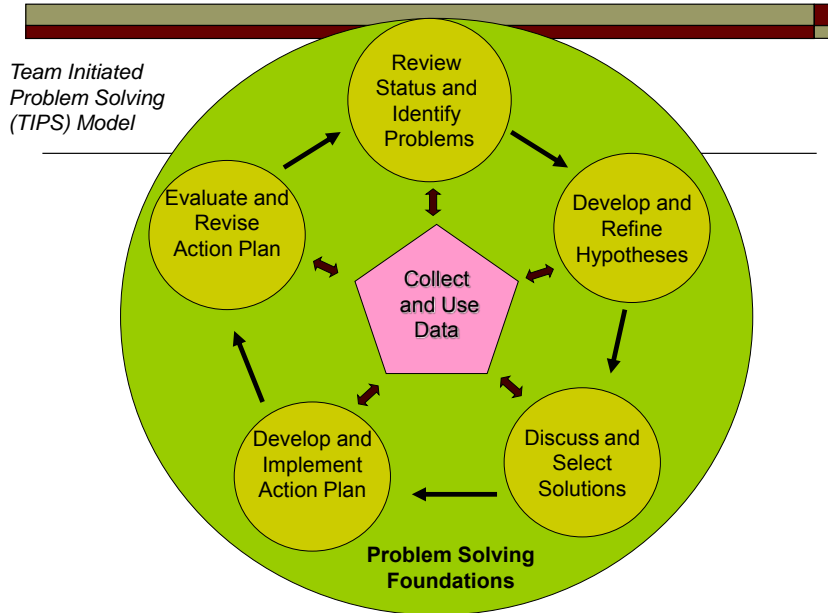 Team Initiated
Problem Solving
(TIPS) Model
Review
Status and
Identify
Problems
Develop and
Refine
Hypotheses
Discuss and
Select
Solutions
Develop and
Implement
Action Plan
Evaluate and
Revise
Action Plan
Collect
and Use
Data
Problem Solving
Foundations